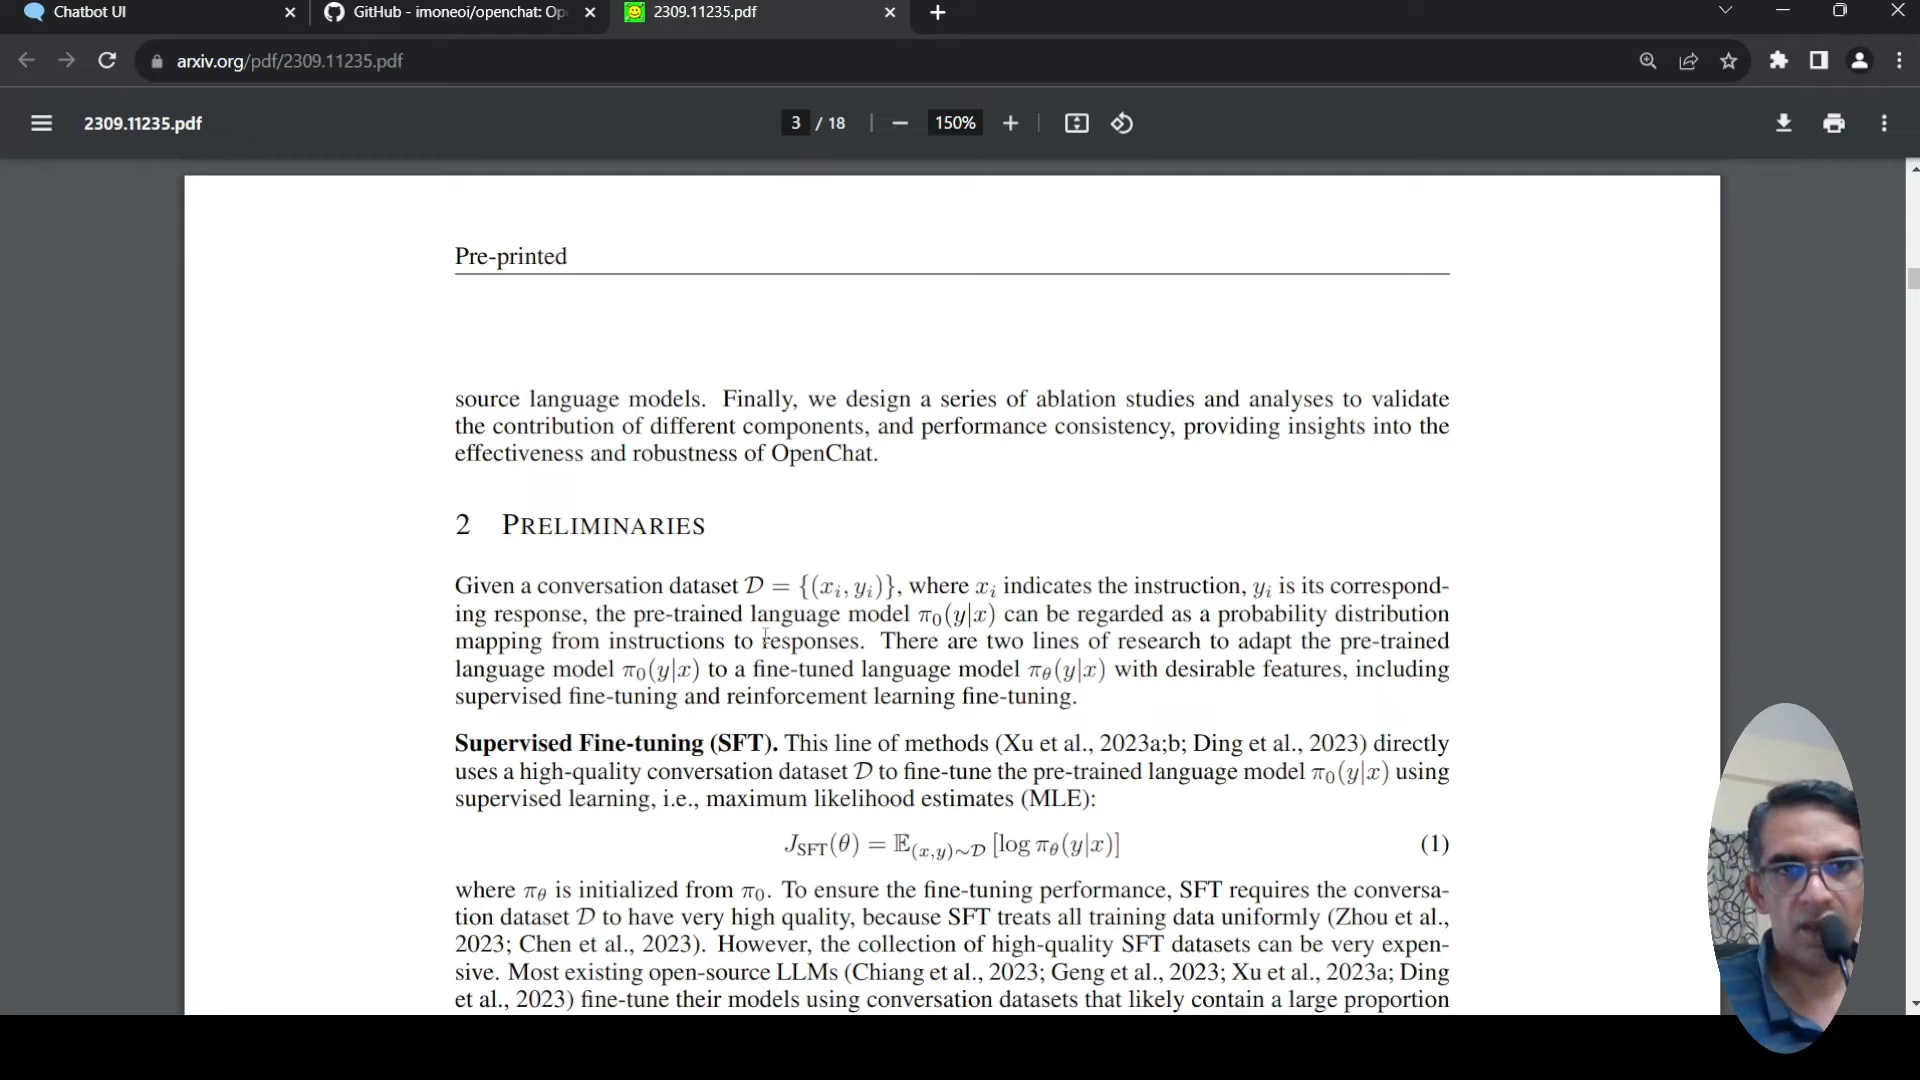 Chatbot UI
GitHub - imoneoi/openchat: Op
2309.11235.pdf
arxiv.org/pdf/2309.11235.pdf
2309.11235.pdf
3 / 18
150%
Pre-printed
source language models. Finally, we design a series of ablation studies and analyses to validate
the contribution of different components, and performance consistency, providing insights into the
effectiveness and robustness of OpenChat.
2 PRELIMINARIES
Given a conversation dataset 𝒟 = {(xᵢ, yᵢ)}, where xᵢ indicates the instruction, yᵢ is its correspond-
ing response, the pre-trained language model π₀(y|x) can be regarded as a probability distribution
mapping from instructions to responses. There are two lines of research to adapt the pre-trained
language model π₀(y|x) to a fine-tuned language model π_θ(y|x) with desirable features, including
supervised fine-tuning and reinforcement learning fine-tuning.
Supervised Fine-tuning (SFT). This line of methods (Xu et al., 2023a;b; Ding et al., 2023) directly
uses a high-quality conversation dataset 𝒟 to fine-tune the pre-trained language model π₀(y|x) using
supervised learning, i.e., maximum likelihood estimates (MLE):
J_SFT(θ) = 𝔼_(x,y)∼𝒟 [log π_θ(y|x)] (1)
where π_θ is initialized from π₀. To ensure the fine-tuning performance, SFT requires the conversa-
tion dataset 𝒟 to have very high quality, because SFT treats all training data uniformly (Zhou et al.,
2023; Chen et al., 2023). However, the collection of high-quality SFT datasets can be very expen-
sive. Most existing open-source LLMs (Chiang et al., 2023; Geng et al., 2023; Xu et al., 2023a; Ding
et al., 2023) fine-tune their models using conversation datasets that likely contain a large proportion